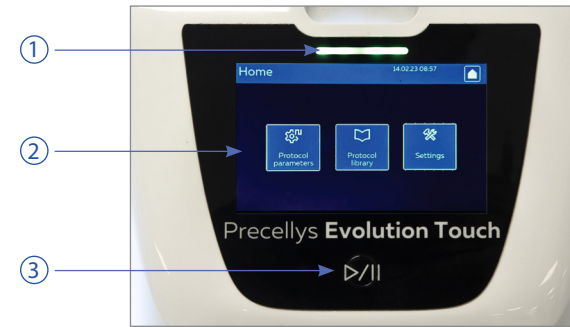 1
Home 14.02.23 08:57
2
Protocol parameters
Protocol library
Settings
Precellys Evolution Touch
3